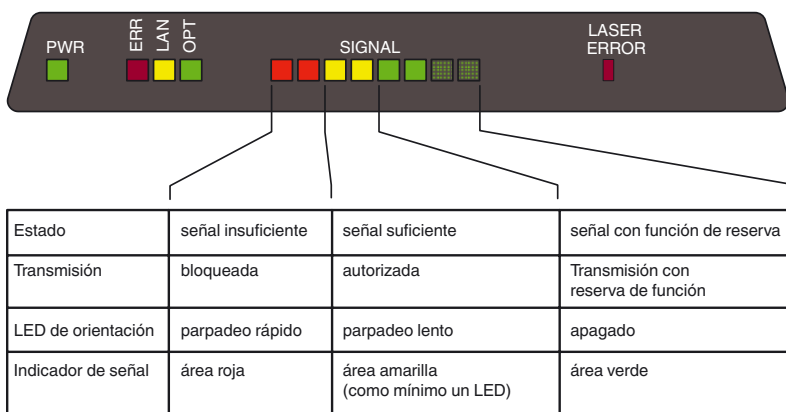 PWR
ERR
LAN
OPT
SIGNAL
LASER
ERROR
Estado
señal insuficiente
señal suficiente
señal con función de reserva
Transmisión
bloqueada
autorizada
Transmisión con
reserva de función
LED de orientación
parpadeo rápido
parpadeo lento
apagado
Indicador de señal
área roja
área amarilla
(como mínimo un LED)
área verde